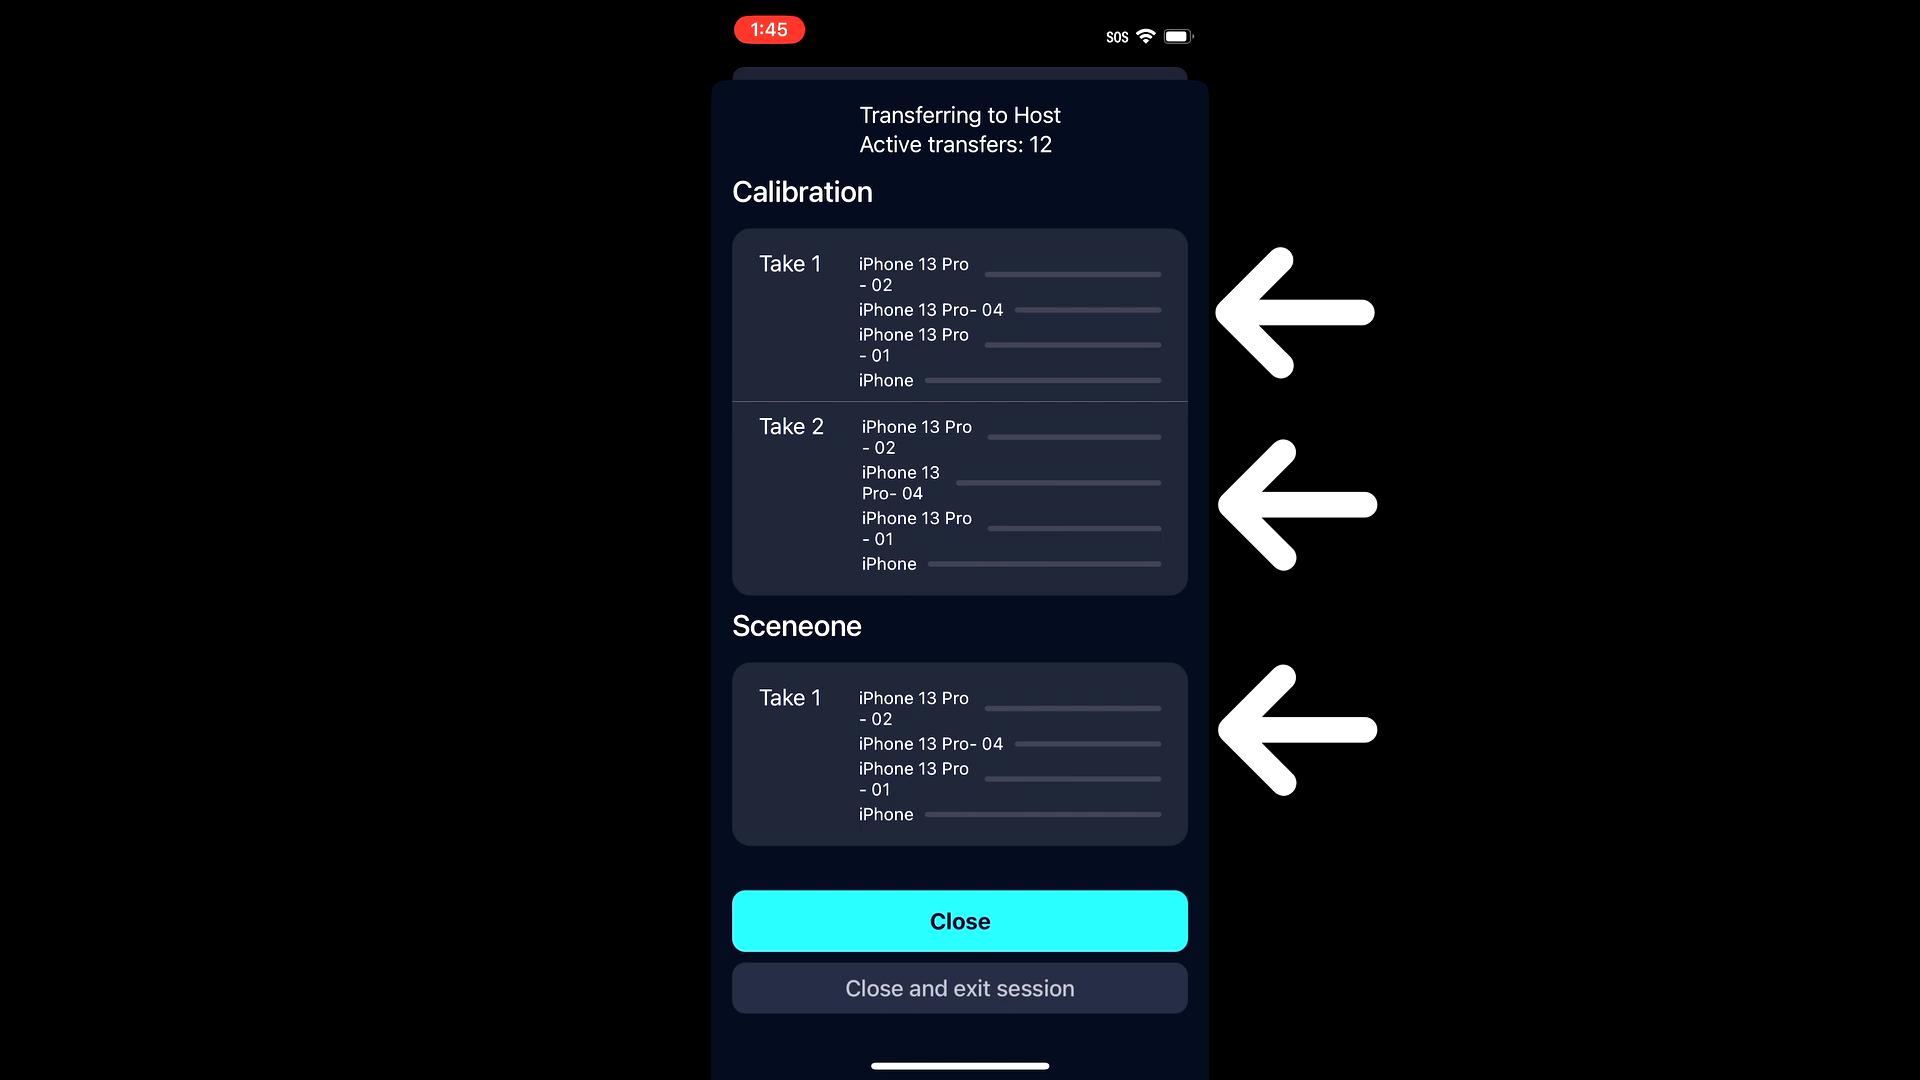 1:45
SOS
Transferring to Host
Active transfers: 12
Calibration
Take 1
iPhone 13 Pro
- 02
iPhone 13 Pro- 04
iPhone 13 Pro
- 01
iPhone
Take 2
iPhone 13 Pro
- 02
iPhone 13
Pro- 04
iPhone 13 Pro
- 01
iPhone
Sceneone
Take 1
iPhone 13 Pro
- 02
iPhone 13 Pro- 04
iPhone 13 Pro
- 01
iPhone
Close
Close and exit session